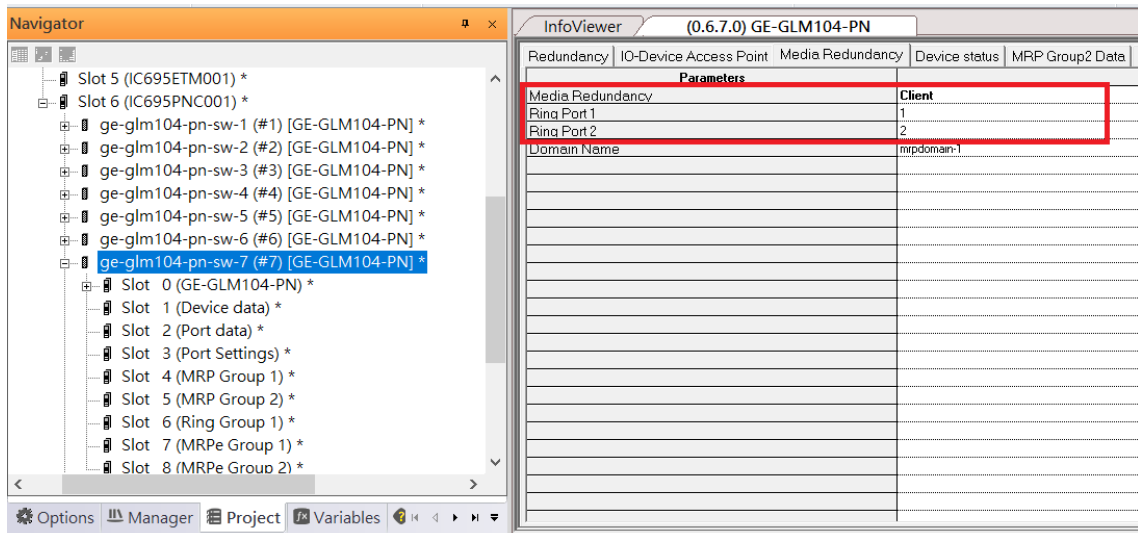 Navigator
Slot 5 (IC695ETM001) *
Slot 6 (IC695PNC001) *
ge-glm104-pn-sw-1 (#1) [GE-GLM104-PN] *
ge-glm104-pn-sw-2 (#2) [GE-GLM104-PN] *
ge-glm104-pn-sw-3 (#3) [GE-GLM104-PN] *
ge-glm104-pn-sw-4 (#4) [GE-GLM104-PN] *
ge-glm104-pn-sw-5 (#5) [GE-GLM104-PN] *
ge-glm104-pn-sw-6 (#6) [GE-GLM104-PN] *
ge-glm104-pn-sw-7 (#7) [GE-GLM104-PN] *
Slot 0 (GE-GLM104-PN) *
Slot 1 (Device data) *
Slot 2 (Port data) *
Slot 3 (Port Settings) *
Slot 4 (MRP Group 1) *
Slot 5 (MRP Group 2) *
Slot 6 (Ring Group 1) *
Slot 7 (MRPe Group 1) *
Slot 8 (MRPe Group 2) *
Options Manager Project Variables
InfoViewer (0.6.7.0) GE-GLM104-PN
Redundancy IO-Device Access Point Media Redundancy Device status MRP Group2 Data
Parameters
Media Redundancy Client
Ring Port 1 1
Ring Port 2 2
Domain Name mrpdomain-1